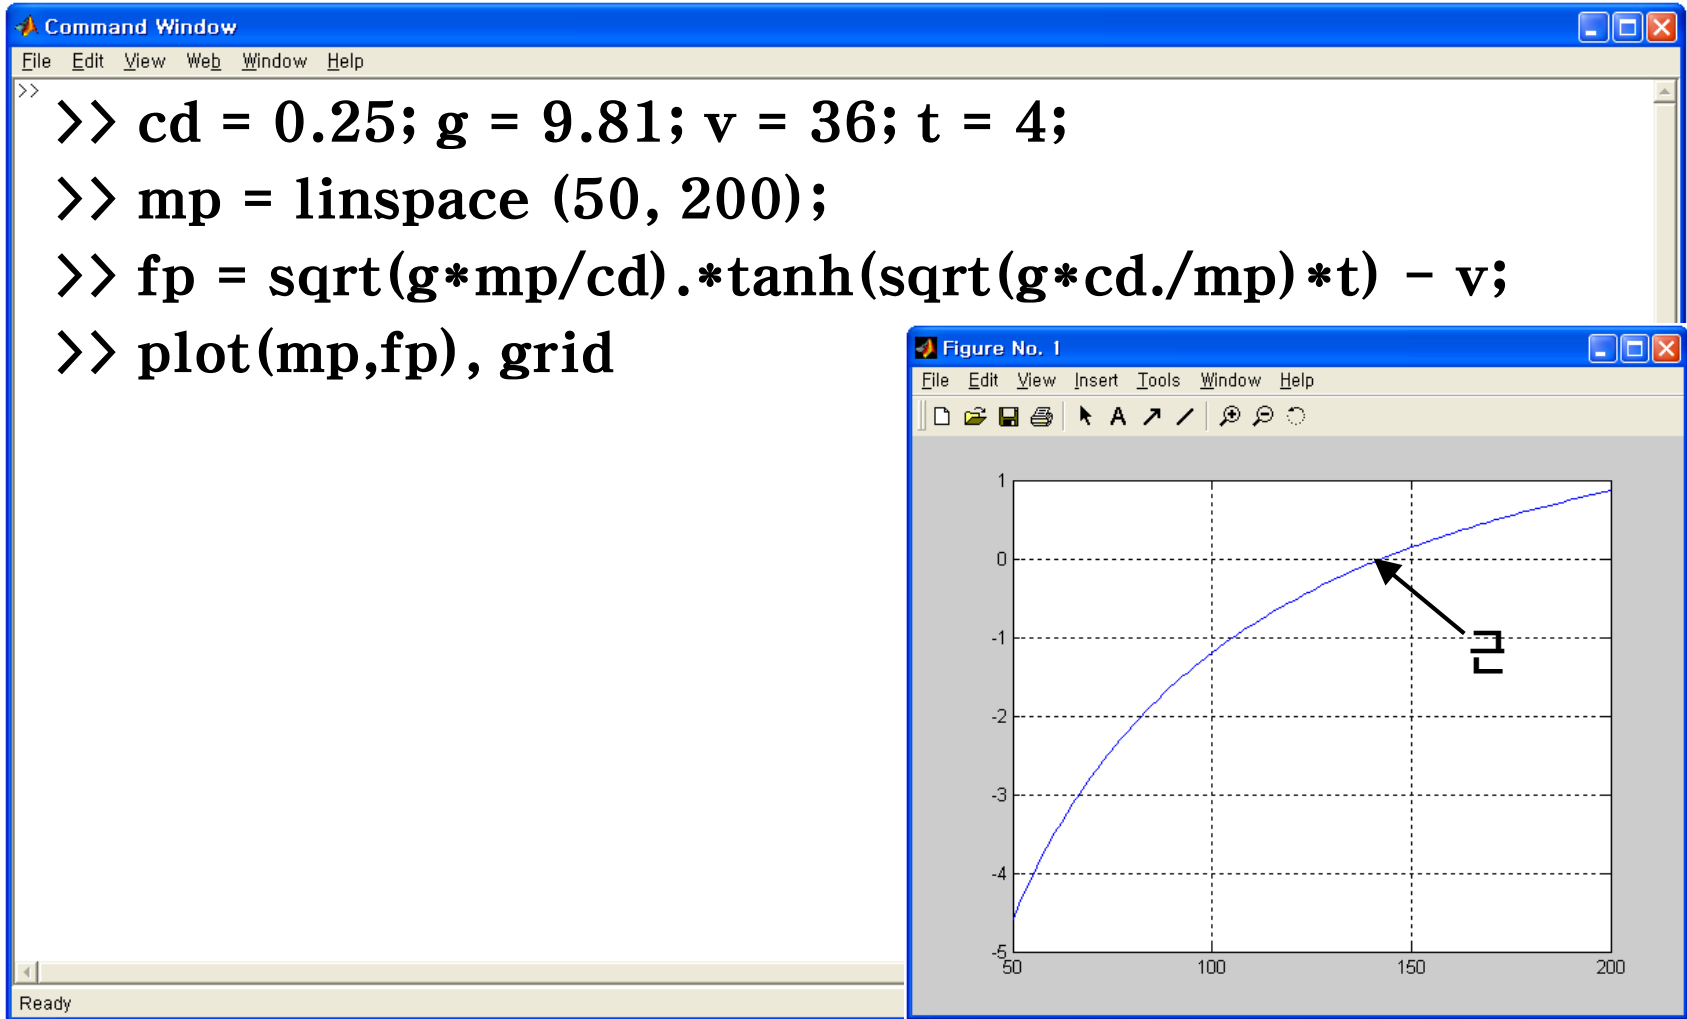 Command Window
File Edit View Web Window Help
>>
>> cd = 0.25; g = 9.81; v = 36; t = 4;
>> mp = linspace (50, 200);
>> fp = sqrt(g*mp/cd).*tanh(sqrt(g*cd./mp)*t) - v;
>> plot(mp,fp), grid
Figure No. 1
File Edit View Insert Tools Window Help
A
1
0
-1
근
-2
-3
-4
-5
50 100 150 200
Ready